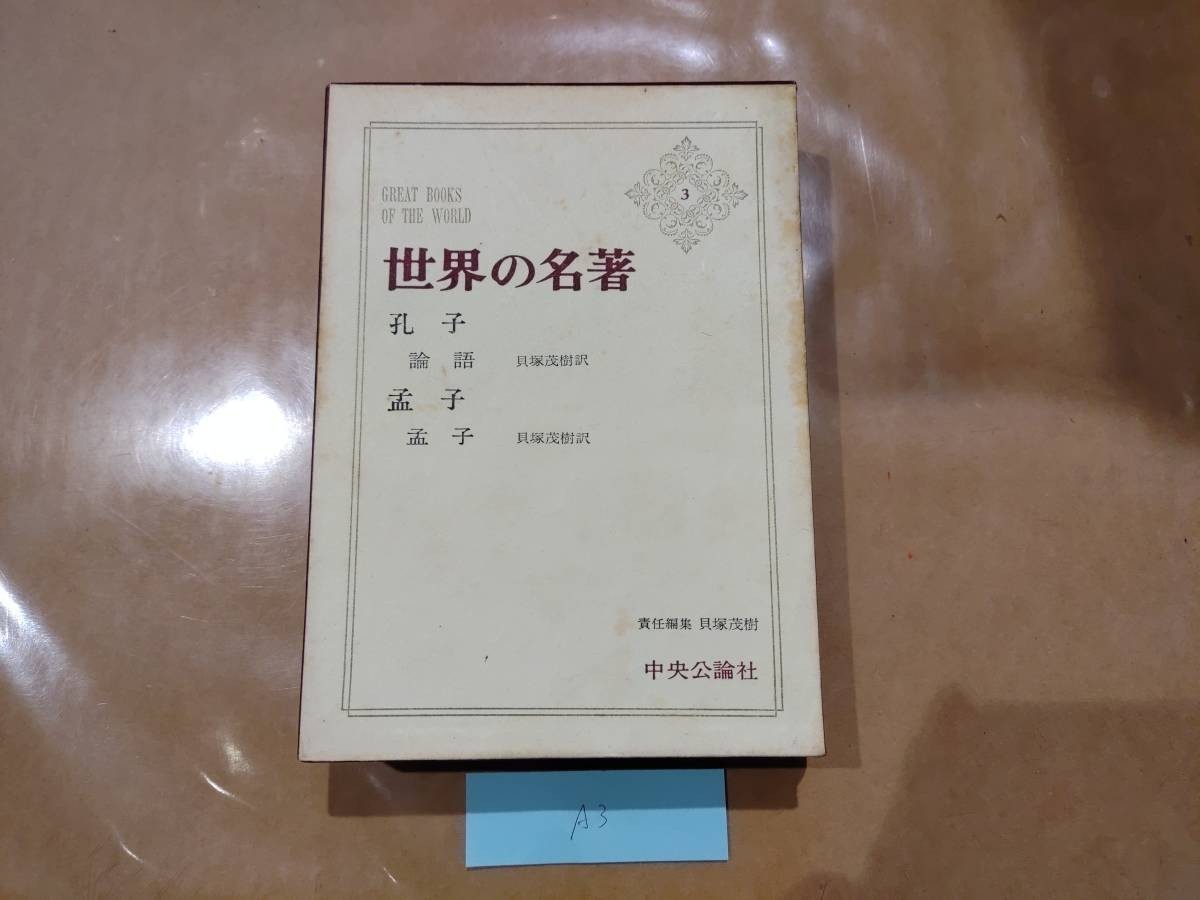 3
GREAT BOOKS
OF THE WORLD
世界の名著
孔子
論語 貝塚茂樹訳
孟子
孟子 貝塚茂樹訳
責任編集 貝塚茂樹
中央公論社
A3